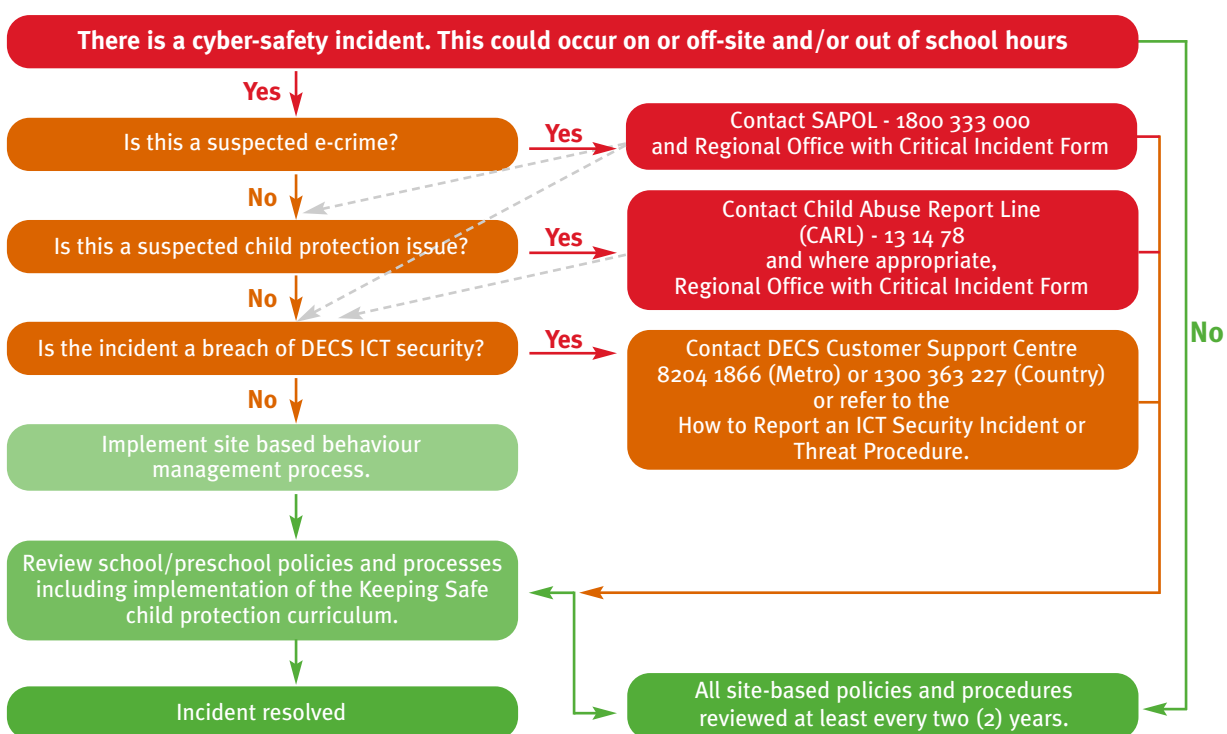 There is a cyber-safety incident. This could occur on or off-site and/or out of school hours
Yes
Is this a suspected e-crime?
Yes
Contact SAPOL - 1800 333 000
and Regional Office with Critical Incident Form
No
Is this a suspected child protection issue?
Yes
Contact Child Abuse Report Line
(CARL) - 13 14 78
and where appropriate,
Regional Office with Critical Incident Form
No
No
Is the incident a breach of DECS ICT security?
Yes
Contact DECS Customer Support Centre
8204 1866 (Metro) or 1300 363 227 (Country)
or refer to the
How to Report an ICT Security Incident or
Threat Procedure.
No
Implement site based behaviour
management process.
Review school/preschool policies and processes
including implementation of the Keeping Safe
child protection curriculum.
Incident resolved
All site-based policies and procedures
reviewed at least every two (2) years.